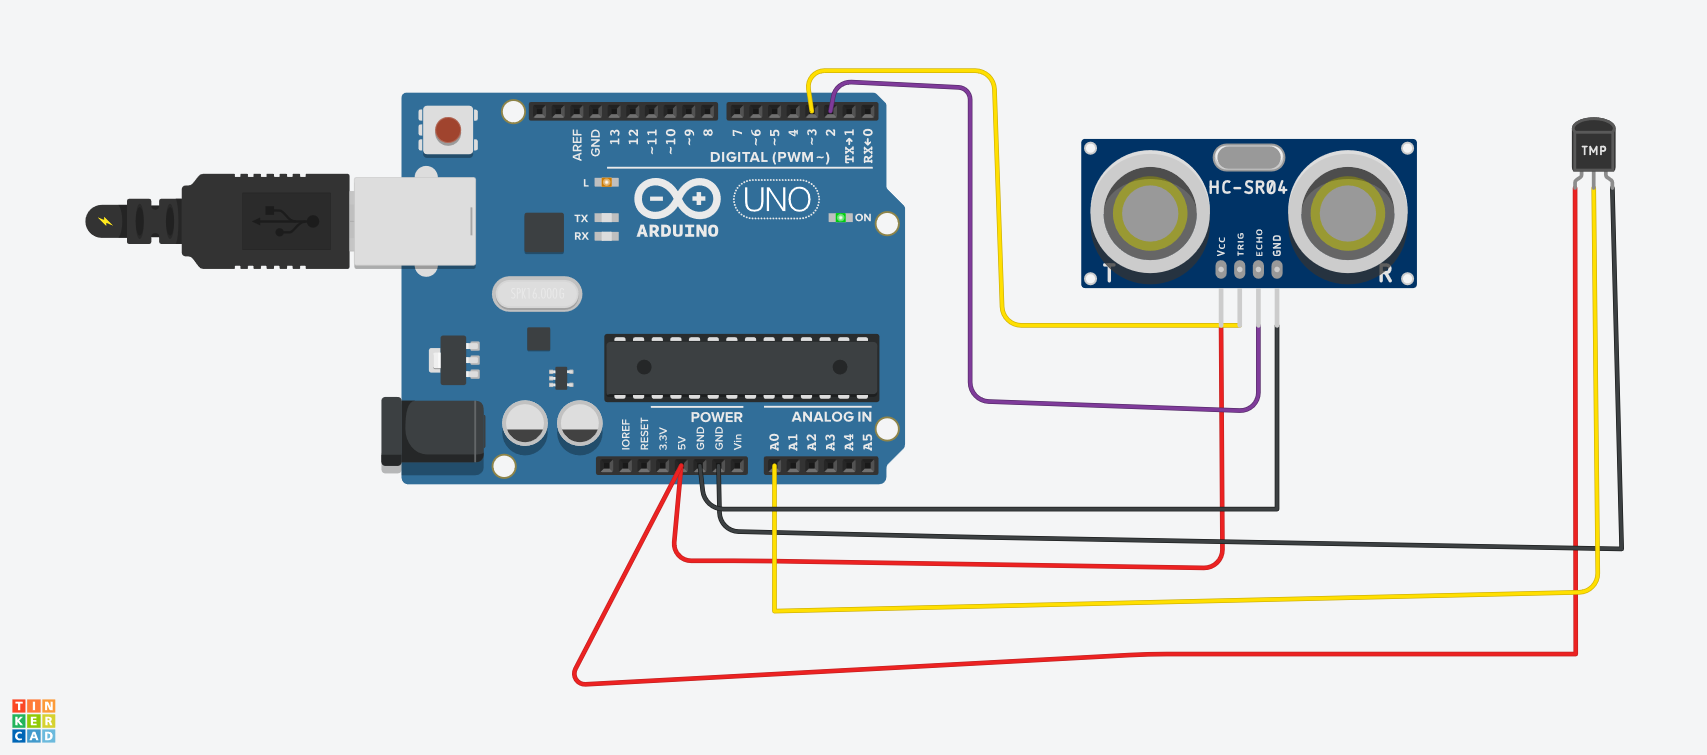 AREF
GND
13
12
~11
~10
~9
8
7
~6
~5
4
~3
2
TX→1
RX←0
DIGITAL (PWM~)
L
TX
RX
UNO
ARDUINO
ON
SPK16.000G
POWER
ANALOG IN
IOREF
RESET
3.3V
5V
GND
GND
Vin
A0
A1
A2
A3
A4
A5
HC-SR04
VCC
TRIG
ECHO
GND
T
R
TMP
TIN
KER
CAD